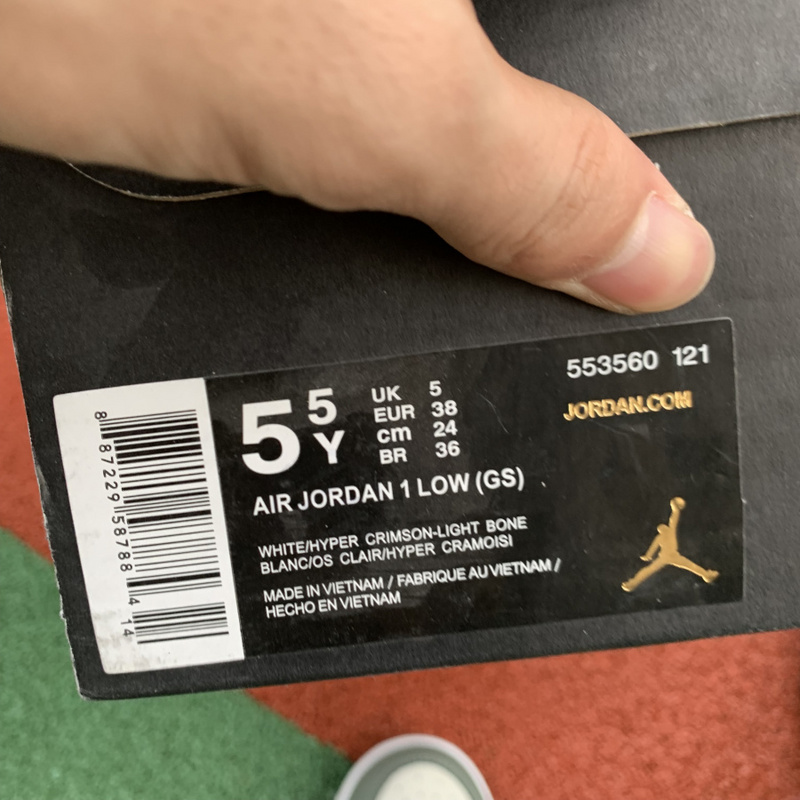 553560 121
JORDAN.COM
5 5 Y
UK 5
EUR 38
cm 24
BR 36
AIR JORDAN 1 LOW (GS)
WHITE/HYPER CRIMSON-LIGHT BONE
BLANC/OS CLAIR/HYPER CRAMOISI
MADE IN VIETNAM / FABRIQUE AU VIETNAM /
HECHO EN VIETNAM
8 87229 58788 4 14